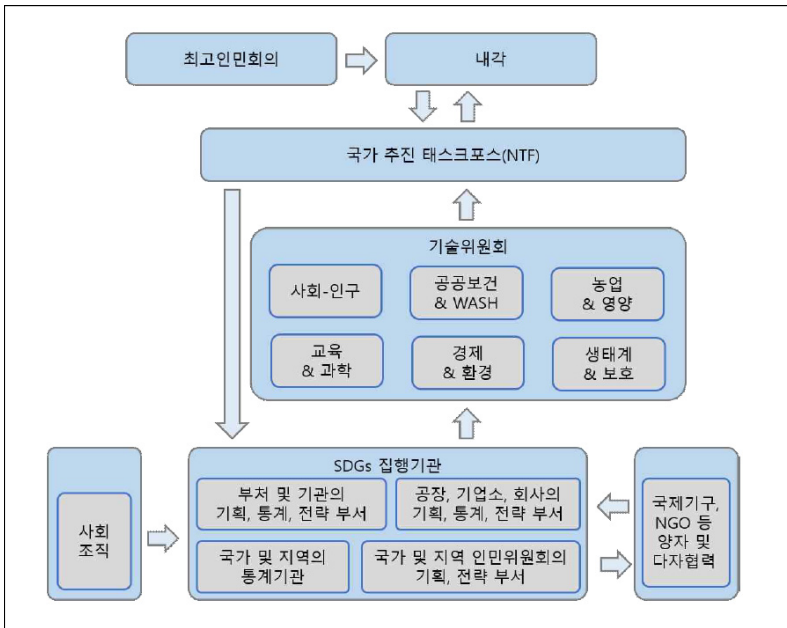 최고인민회의
내각
국가 추진 태스크포스(NTF)
기술위원회
사회-인구
공공보건
& WASH
농업
& 영양
교육
& 과학
경제
& 환경
생태계
& 보호
SDGs 집행기관
부처 및 기관의
기획, 통계, 전략 부서
공장, 기업소, 회사의
기획, 통계, 전략 부서
국가 및 지역의
통계기관
국가 및 지역 인민위원회의
기획, 전략 부서
사회
조직
국제기구,
NGO 등
양자 및
다자협력